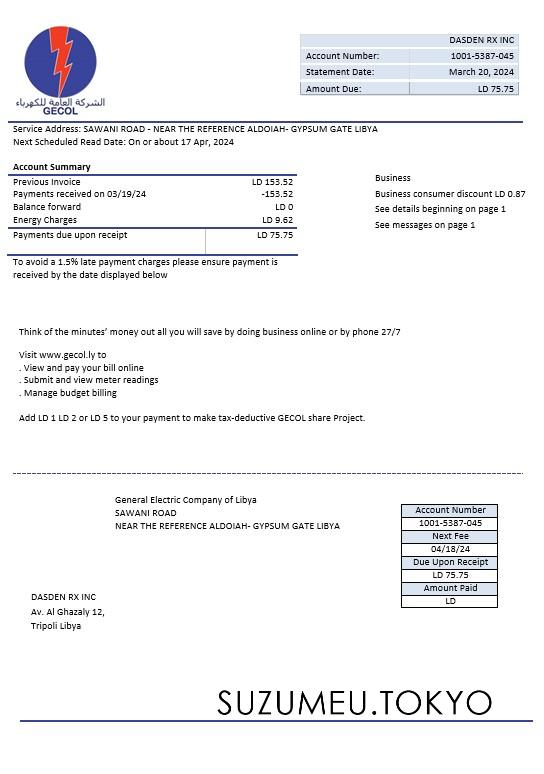 الشركة العامة للكهرباء
GECOL
DASDEN RX INC
Account Number: 1001-5387-045
Statement Date: March 20, 2024
Amount Due: LD 75.75
Service Address: SAWANI ROAD - NEAR THE REFERENCE ALDOIAH- GYPSUM GATE LIBYA
Next Scheduled Read Date: On or about 17 Apr, 2024
Account Summary
Previous Invoice LD 153.52
Payments received on 03/19/24 -153.52
Balance forward LD 0
Energy Charges LD 9.62
Payments due upon receipt LD 75.75
To avoid a 1.5% late payment charges please ensure payment is
received by the date displayed below
Business
Business consumer discount LD 0.87
See details beginning on page 1
See messages on page 1
Think of the minutes’ money out all you will save by doing business online or by phone 27/7
Visit www.gecol.ly to
. View and pay your bill online
. Submit and view meter readings
. Manage budget billing
Add LD 1 LD 2 or LD 5 to your payment to make tax-deductive GECOL share Project.
General Electric Company of Libya
SAWANI ROAD
NEAR THE REFERENCE ALDOIAH- GYPSUM GATE LIBYA
Account Number
1001-5387-045
Next Fee
04/18/24
Due Upon Receipt
LD 75.75
Amount Paid
LD
DASDEN RX INC
Av. Al Ghazaly 12,
Tripoli Libya
SUZUMEU.TOKYO